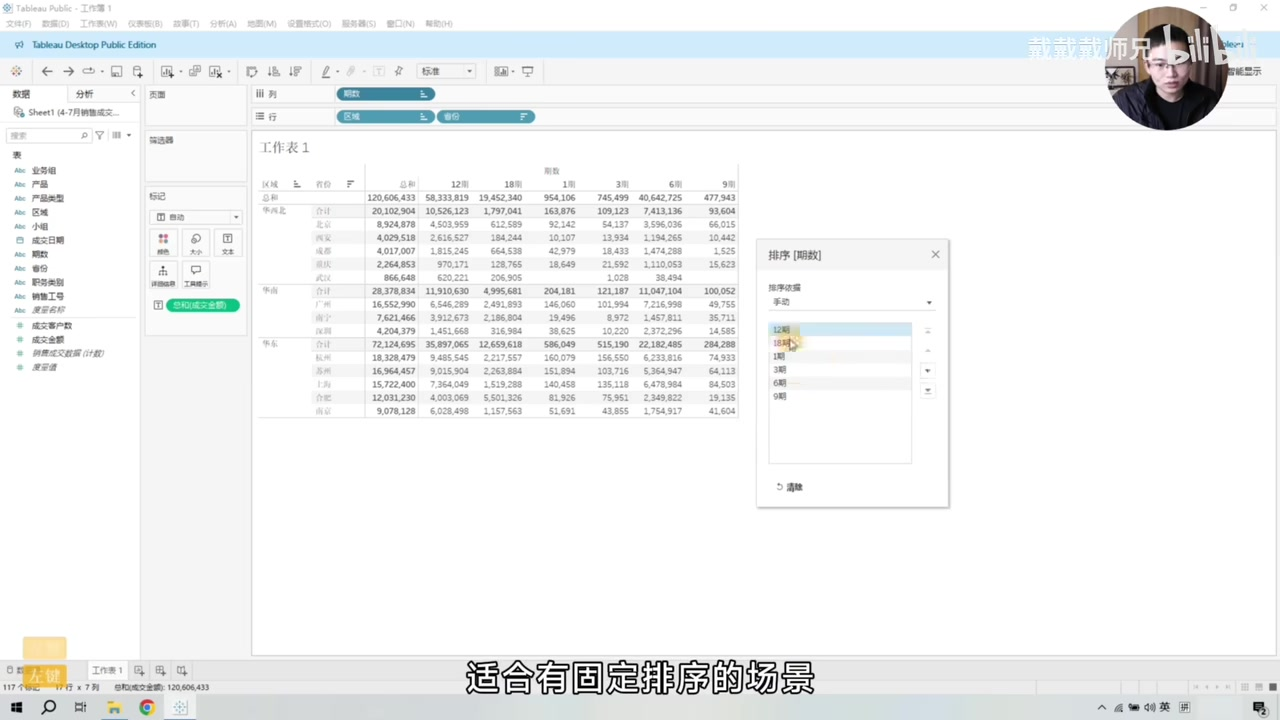 Tableau Public - 工作簿 1
文件(F) 数据(D) 工作表(W) 仪表板(B) 故事(T) 分析(A) 地图(M) 设置格式(O) 服务器(S) 窗口(N) 帮助(H)
Tableau Desktop Public Edition
戴戴戴师兄 bilibili
标准
智能显示
数据 分析
页面
列 期数
Sheet1 (4-7月销售成交...
行 区域 省份
搜索
筛选器
工作表 1
表
Abc 业务组
Abc 产品
Abc 产品类型
Abc 区域
Abc 小组
成交日期
Abc 期数
Abc 省份
Abc 职务类别
Abc 销售工号
Abc 度量名称
成交客户数
成交金额
销售成交数据 (计数)
度量值
标记
自动
颜色 大小 文本
详细信息 工具提示
总和(成交金额)
期数
区域 省份 总和 12期 18期 1期 3期 6期 9期
总和 120,606,433 58,333,819 19,452,340 954,106 745,499 40,642,725 477,943
华西北 合计 20,102,904 10,526,123 1,797,041 163,876 109,123 7,413,136 93,604
北京 8,924,878 4,503,959 612,589 92,142 54,137 3,596,036 66,015
西安 4,029,518 2,616,527 184,244 10,107 13,934 1,194,265 10,442
成都 4,017,007 1,815,245 664,538 42,979 18,433 1,474,288 1,525
重庆 2,264,853 970,171 128,765 18,649 21,592 1,110,053 15,623
武汉 866,648 620,221 206,905 1,028 38,494
华南 合计 28,378,834 11,910,630 4,995,681 204,181 121,187 11,047,104 100,052
广州 16,552,990 6,546,289 2,491,893 146,060 101,994 7,216,998 49,755
南宁 7,621,466 3,912,673 2,186,804 19,496 8,972 1,457,811 35,711
深圳 4,204,379 1,451,668 316,984 38,625 10,220 2,372,296 14,585
华东 合计 72,124,695 35,897,065 12,659,618 586,049 515,190 22,182,485 284,288
杭州 18,328,479 9,485,545 2,217,557 160,079 156,550 6,233,816 74,933
苏州 16,964,457 9,015,904 2,263,884 151,894 103,716 5,364,947 64,113
上海 15,722,400 7,364,049 1,519,288 140,458 135,118 6,478,984 84,503
合肥 12,031,230 4,003,069 5,501,326 81,926 75,951 2,349,822 19,135
南京 9,078,128 6,028,498 1,157,563 51,691 43,855 1,754,917 41,604
排序 [期数]
排序依据
手动
12期
18期
1期
3期
6期
9期
清除
左键
工作表 1
适合有固定排序的场景
117 个标记 17 行 x 7 列 总和(成交金额): 120,606,433
英 拼